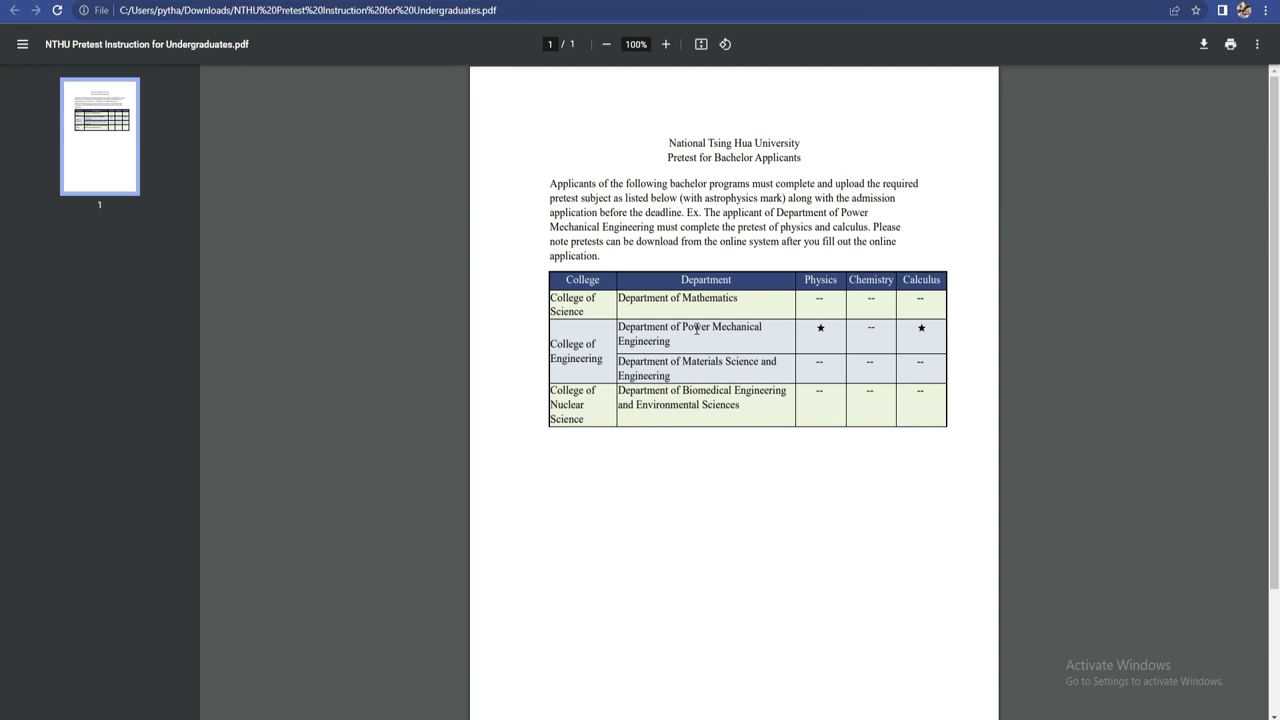 File
C:/Users/pytha/Downloads/NTHU%20Pretest%20Instruction%20for%20Undergraduates.pdf
NTHU Pretest Instruction for Undergraduates.pdf
1 / 1
100%
1
National Tsing Hua University
Pretest for Bachelor Applicants
Applicants of the following bachelor programs must complete and upload the required
pretest subject as listed below (with astrophysics mark) along with the admission
application before the deadline. Ex. The applicant of Department of Power
Mechanical Engineering must complete the pretest of physics and calculus. Please
note pretests can be download from the online system after you fill out the online
application.
College Department Physics Chemistry Calculus
College of Science Department of Mathematics -- -- --
College of Engineering Department of Power Mechanical Engineering ★ -- ★
Department of Materials Science and Engineering -- -- --
College of Nuclear Science Department of Biomedical Engineering and Environmental Sciences -- -- --
Activate Windows
Go to Settings to activate Windows.